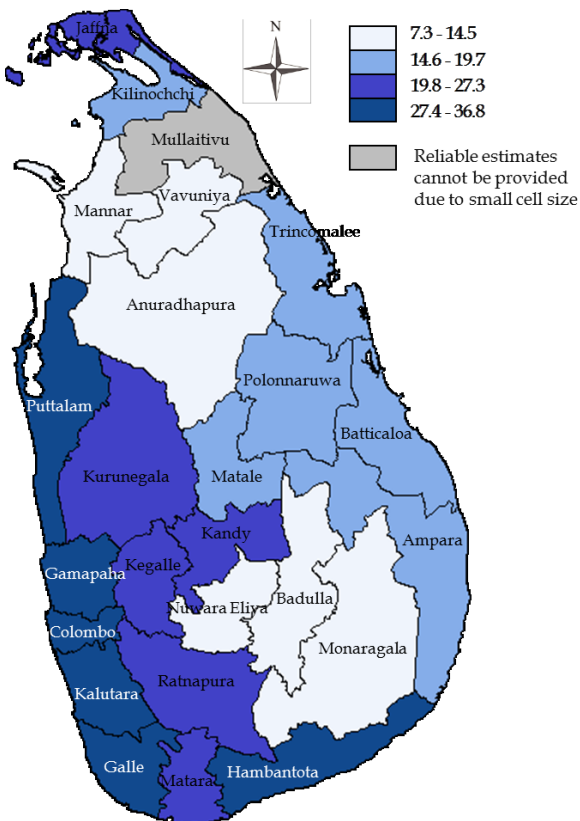 Jaffna
N
7.3 - 14.5
14.6 - 19.7
19.8 - 27.3
27.4 - 36.8
Kilinochchi
Mullaitivu
Reliable estimates
cannot be provided
due to small cell size
Vavuniya
Mannar
Trincomalee
Anuradhapura
Polonnaruwa
Puttalam
Batticaloa
Kurunegala
Matale
Kandy
Ampara
Kegalle
Gamapaha
Badulla
Nuwara Eliya
Colombo
Monaragala
Ratnapura
Kalutara
Galle
Hambantota
Matara